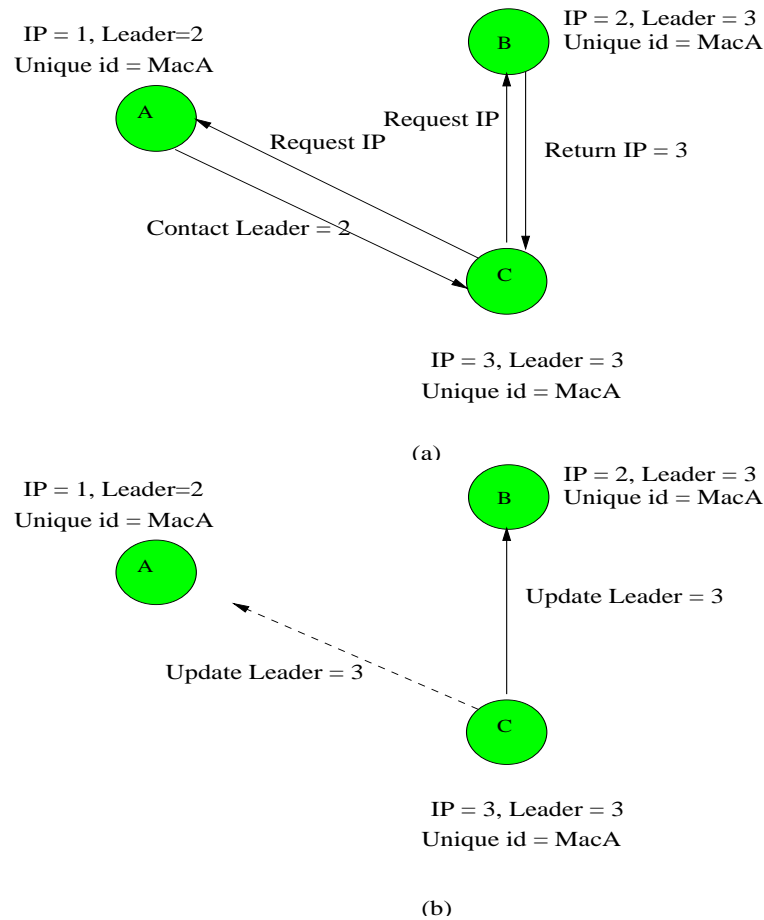 IP = 1, Leader=2
Unique id = MacA
A
IP = 2, Leader = 3
Unique id = MacA
B
Request IP
Request IP
Return IP = 3
Contact Leader = 2
C
IP = 3, Leader = 3
Unique id = MacA
(a)
IP = 1, Leader=2
Unique id = MacA
A
IP = 2, Leader = 3
Unique id = MacA
B
Update Leader = 3
Update Leader = 3
C
IP = 3, Leader = 3
Unique id = MacA
(b)